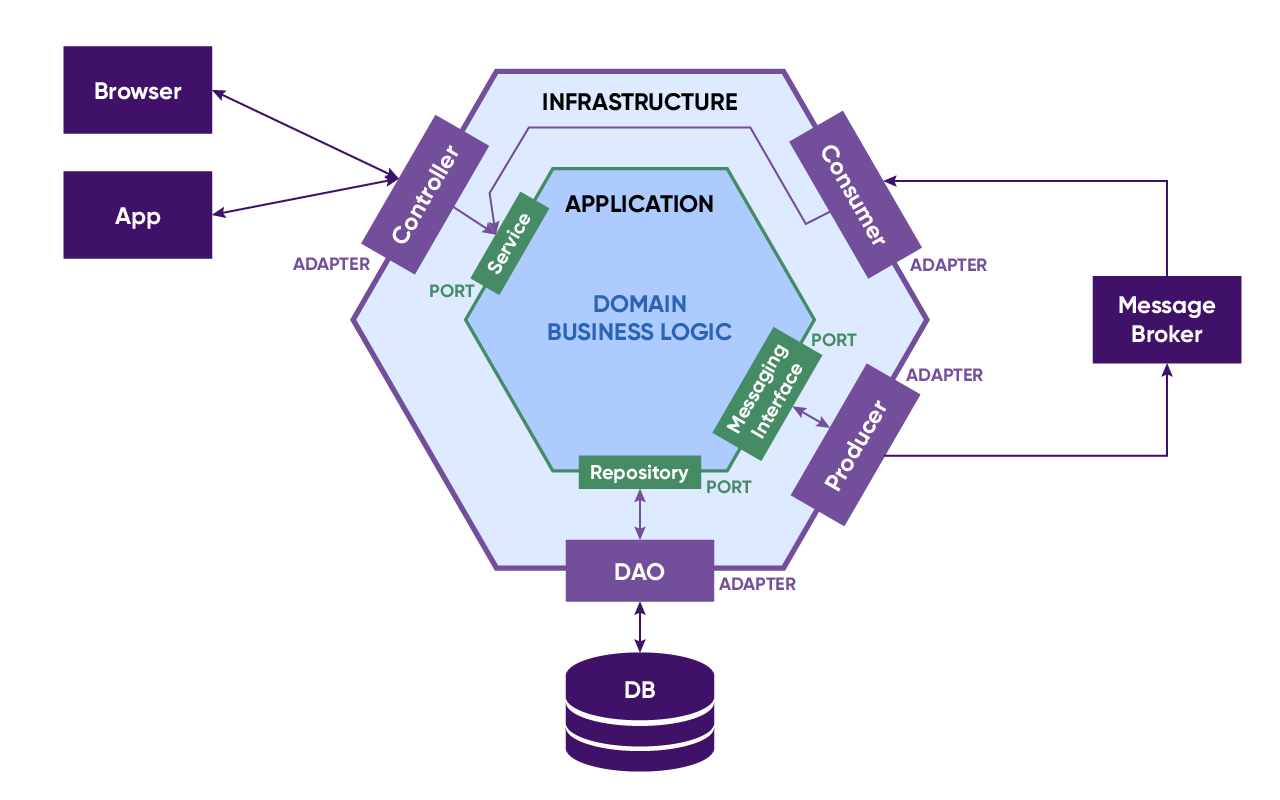 Browser
App
INFRASTRUCTURE
Controller
ADAPTER
Consumer
ADAPTER
APPLICATION
Service
PORT
DOMAIN
BUSINESS LOGIC
Message
Broker
Messaging
Interface
PORT
Producer
ADAPTER
Repository
PORT
DAO
ADAPTER
DB